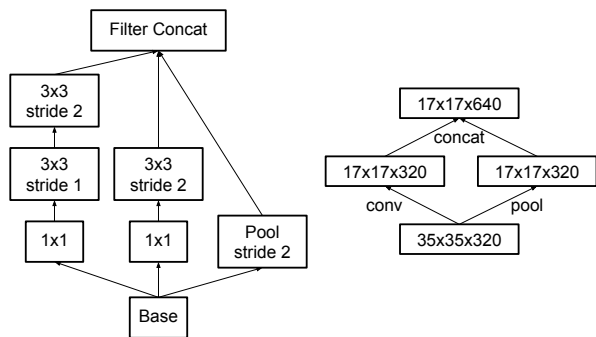 Filter Concat
3x3
stride 2
3x3
stride 1
3x3
stride 2
1x1
1x1
Pool
stride 2
Base
17x17x640
concat
17x17x320
17x17x320
conv
pool
35x35x320